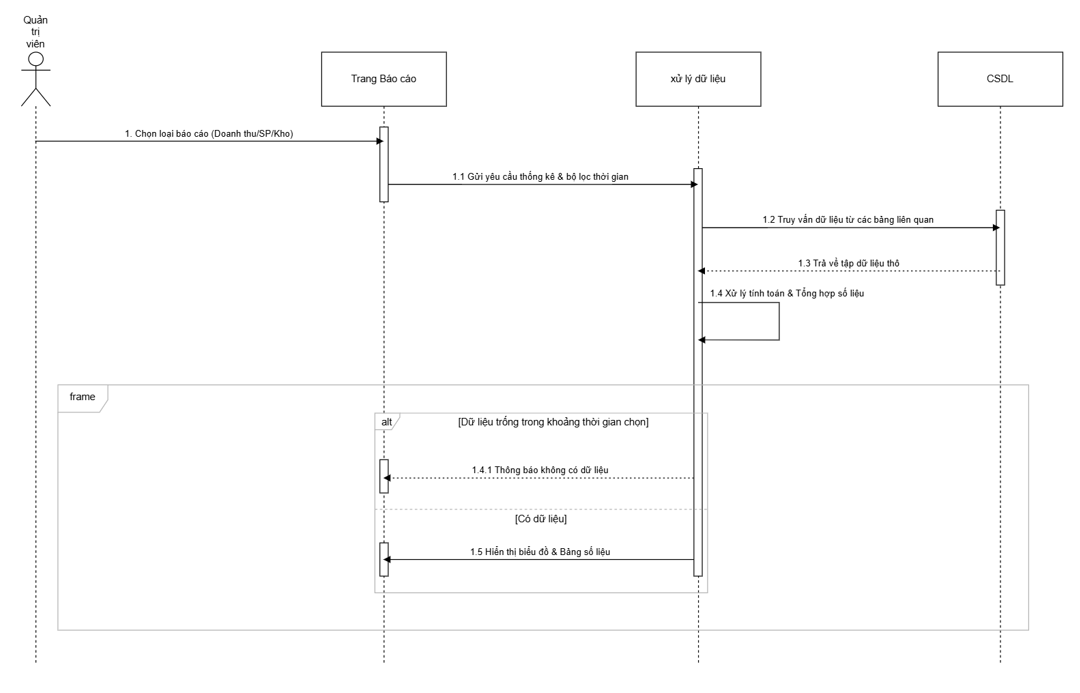 Quản
trị
viên
Trang Báo cáo
xử lý dữ liệu
CSDL
1. Chọn loại báo cáo (Doanh thu/SP/Kho)
1.1 Gửi yêu cầu thống kê & bộ lọc thời gian
1.2 Truy vấn dữ liệu từ các bảng liên quan
1.3 Trả về tập dữ liệu thô
1.4 Xử lý tính toán & Tổng hợp số liệu
frame
alt
[Dữ liệu trống trong khoảng thời gian chọn]
1.4.1 Thông báo không có dữ liệu
[Có dữ liệu]
1.5 Hiển thị biểu đồ & Bảng số liệu